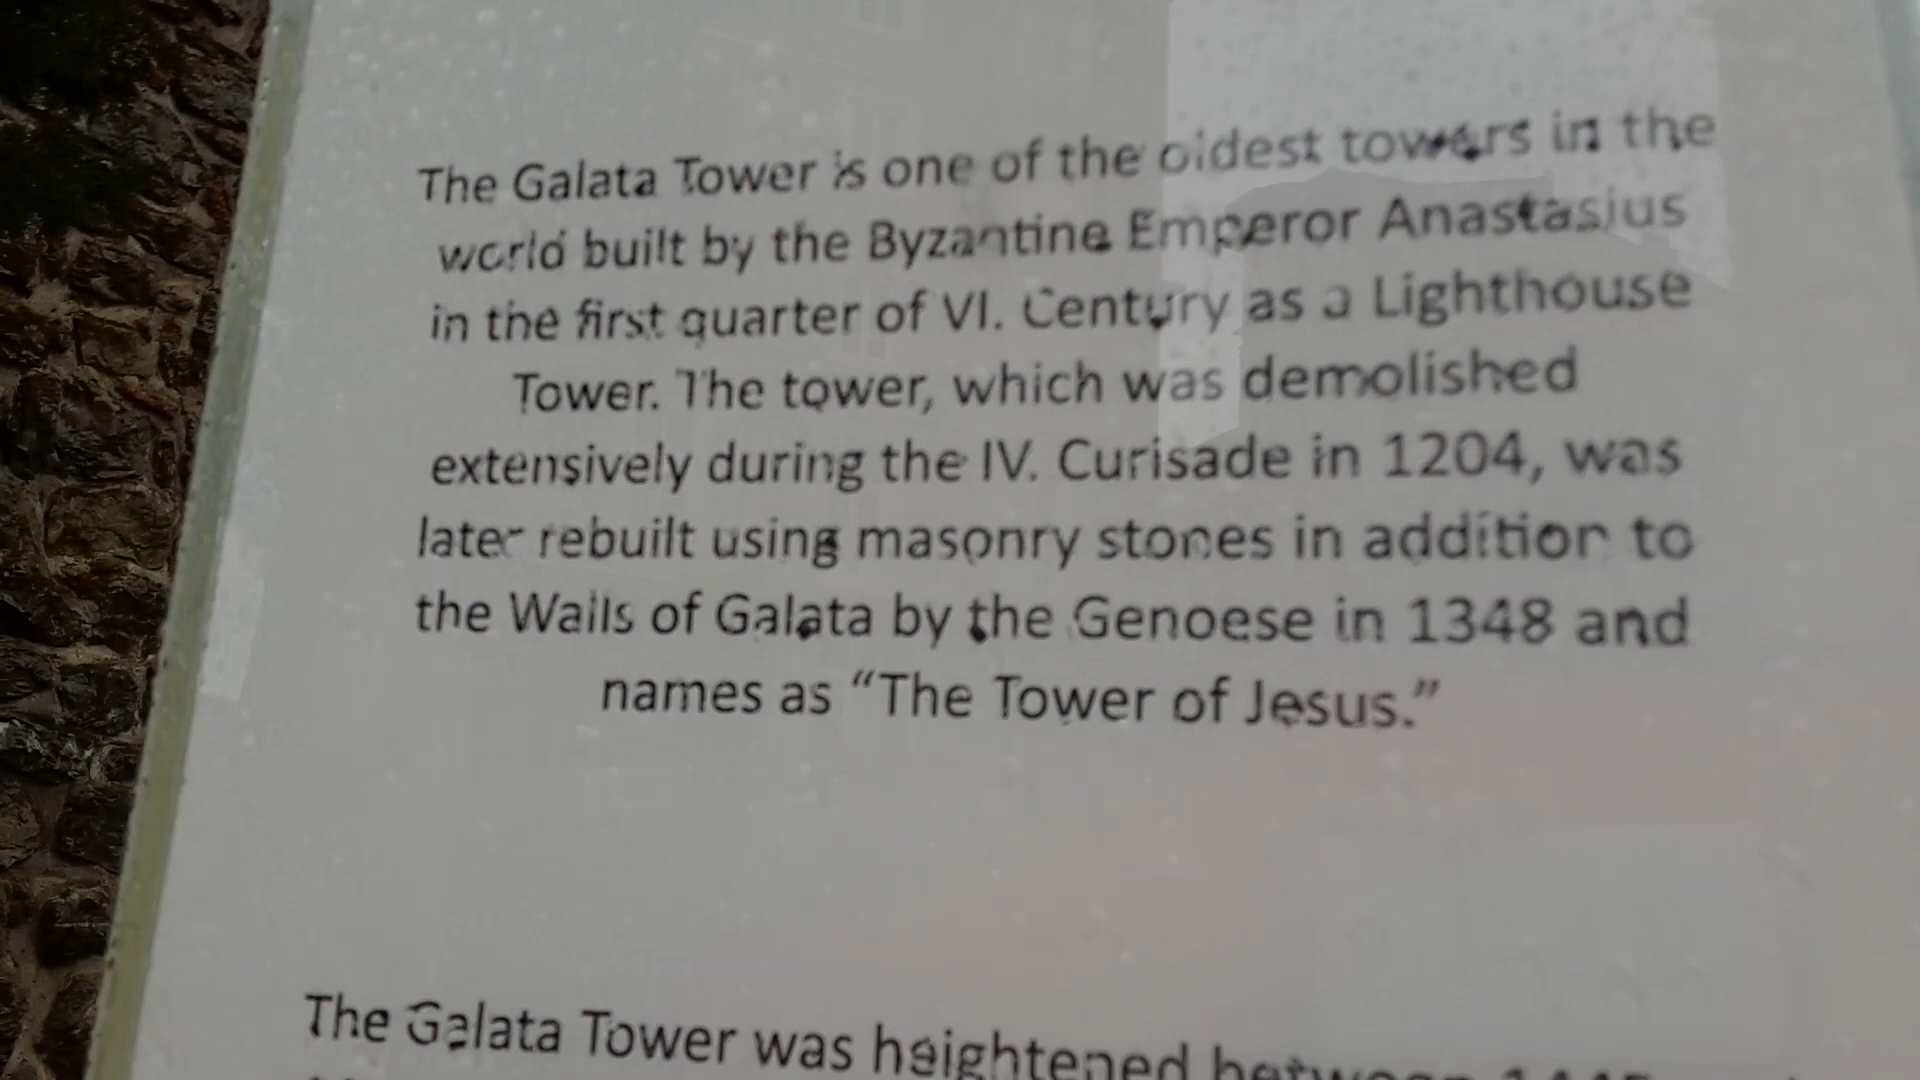 The Galata Tower is one of the oldest towers in the
world built by the Byzantine Emperor Anastasius
in the first quarter of VI. Century as a Lighthouse
Tower. The tower, which was demolished
extensively during the IV. Curisade in 1204, was
later rebuilt using masonry stones in addition to
the Walls of Galata by the Genoese in 1348 and
names as “The Tower of Jesus.”
The Galata Tower was heightened between